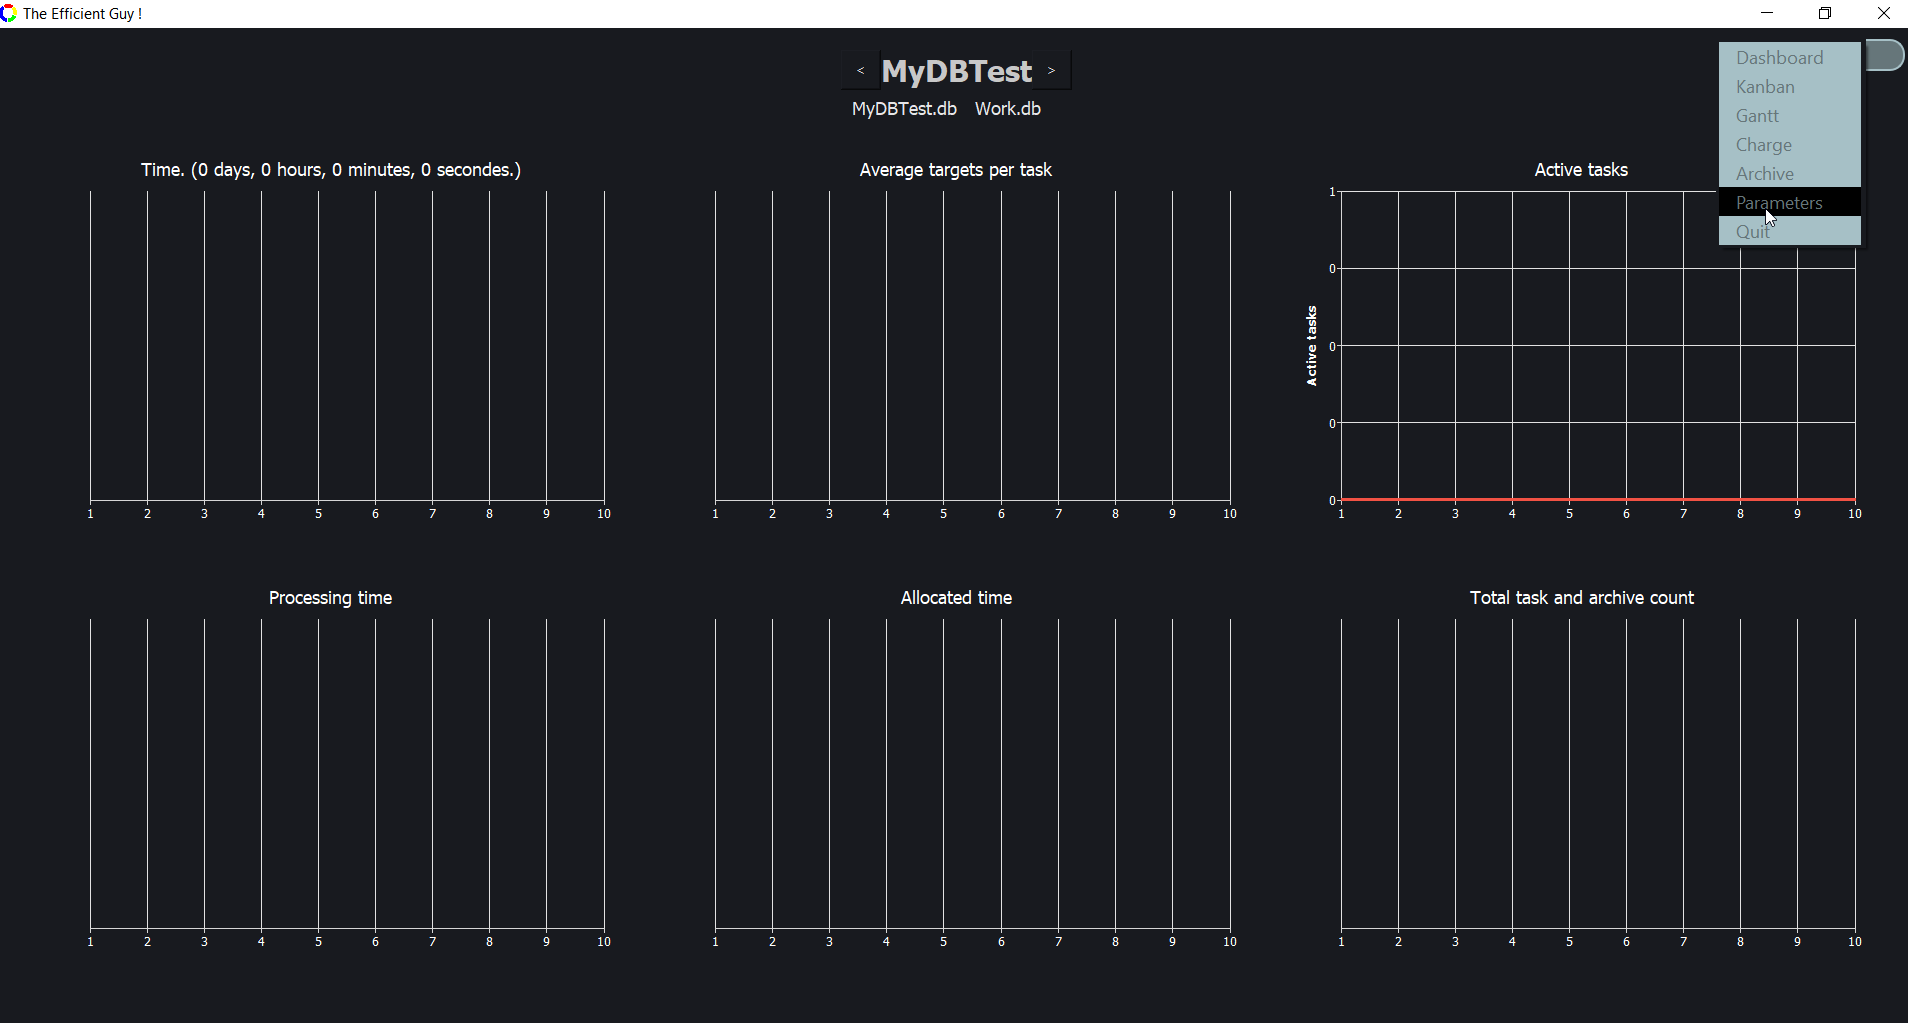 The Efficient Guy !
< MyDBTest >
MyDBTest.db Work.db
Dashboard
Kanban
Gantt
Charge
Archive
Parameters
Quit
Time. (0 days, 0 hours, 0 minutes, 0 secondes.)
1 2 3 4 5 6 7 8 9 10
Average targets per task
1 2 3 4 5 6 7 8 9 10
Active tasks
Active tasks
1
0
0
0
0
1 2 3 4 5 6 7 8 9 10
Processing time
1 2 3 4 5 6 7 8 9 10
Allocated time
1 2 3 4 5 6 7 8 9 10
Total task and archive count
1 2 3 4 5 6 7 8 9 10